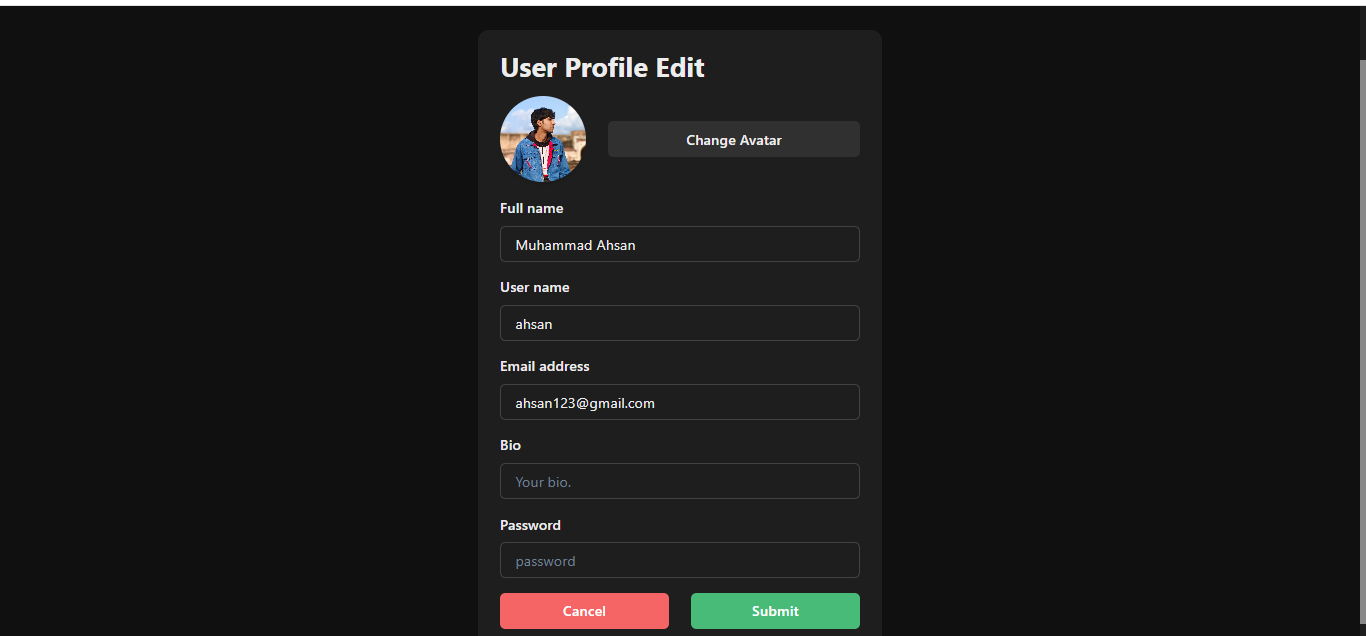 User Profile Edit
Change Avatar
Full name
Muhammad Ahsan
User name
ahsan
Email address
ahsan123@gmail.com
Bio
Your bio.
Password
password
Cancel
Submit